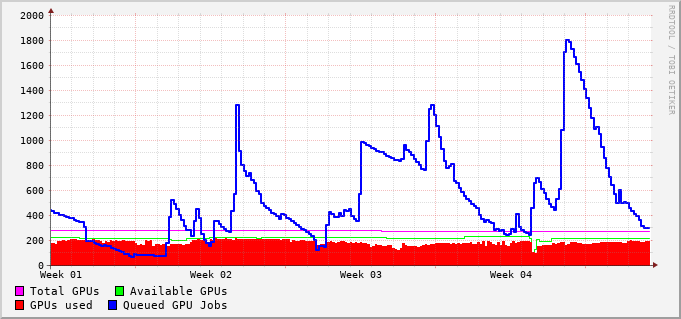 2000
1800
1600
1400
1200
1000
800
600
400
200
0
Week 01 Week 02 Week 03 Week 04
Total GPUs Available GPUs
GPUs used Queued GPU Jobs
RRDTOOL / TOBI OETIKER